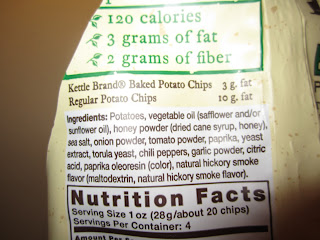 120 calories
3 grams of fat
2 grams of fiber
Kettle Brand® Baked Potato Chips 3 g. fat
Regular Potato Chips 10 g. fat
Ingredients: Potatoes, vegetable oil (safflower and/or
sunflower oil), honey powder (dried cane syrup, honey),
sea salt, onion powder, tomato powder, paprika, yeast
extract, torula yeast, chili peppers, garlic powder, citric
acid, paprika oleoresin (color), natural hickory smoke
flavor (maltodextrin, natural hickory smoke flavor).
Nutrition Facts
Serving Size 1 oz (28g/about 20 chips)
Servings Per Container: 4
Amount Per